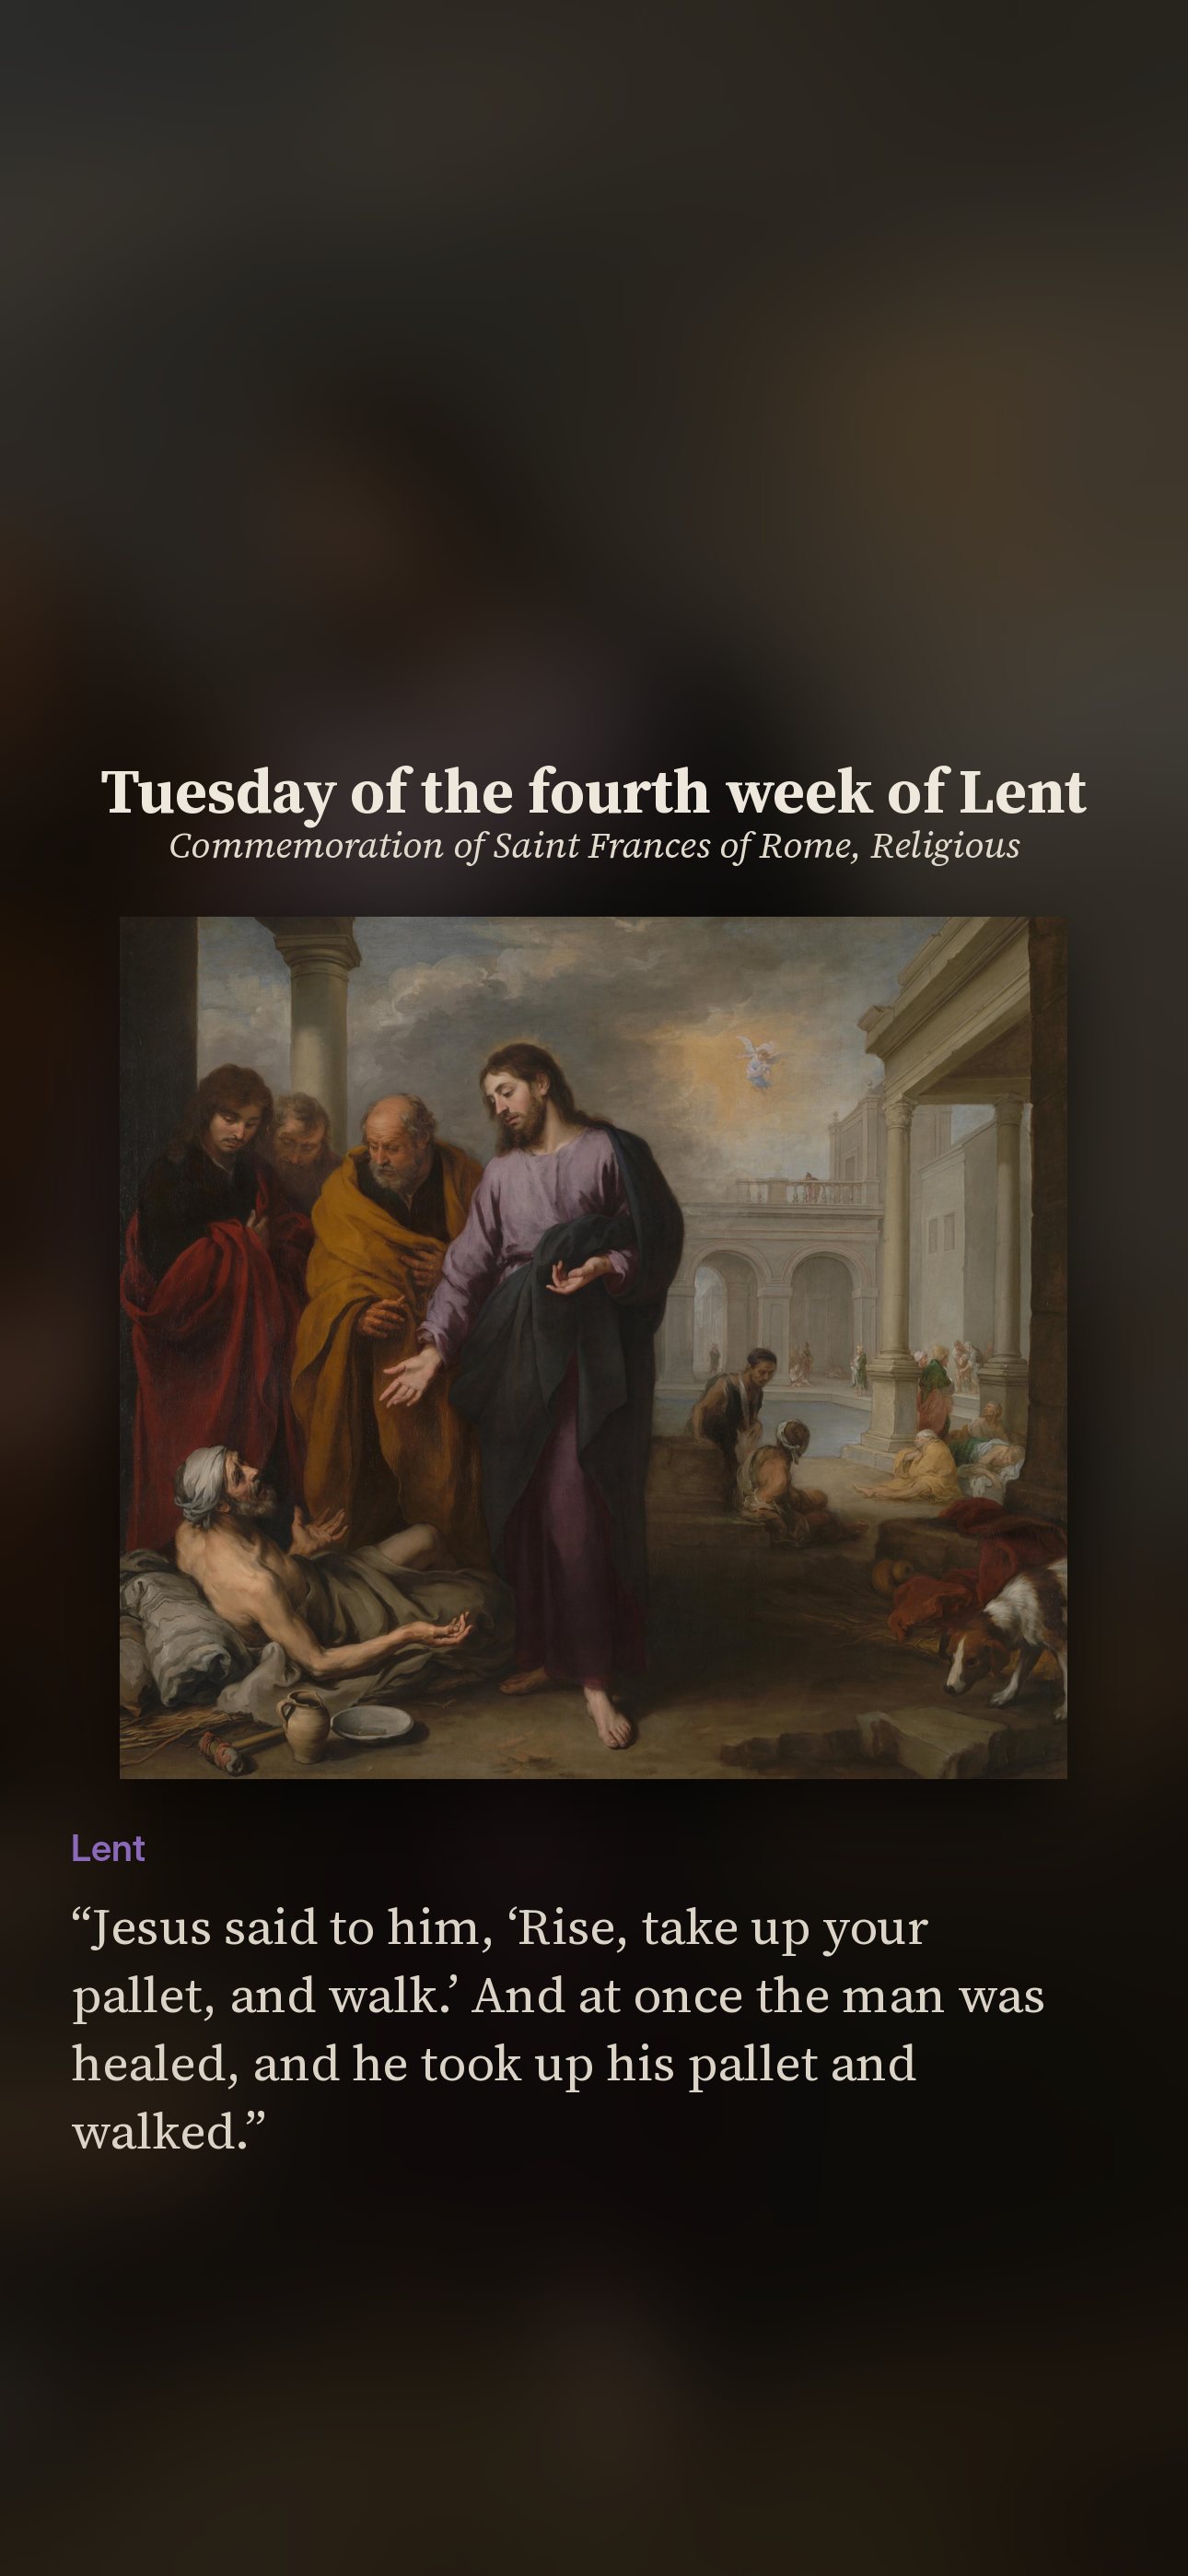 Tuesday of the fourth week of Lent
Commemoration of Saint Frances of Rome, Religious
Lent
“Jesus said to him, ‘Rise, take up your
pallet, and walk.’ And at once the man was
healed, and he took up his pallet and
walked.”